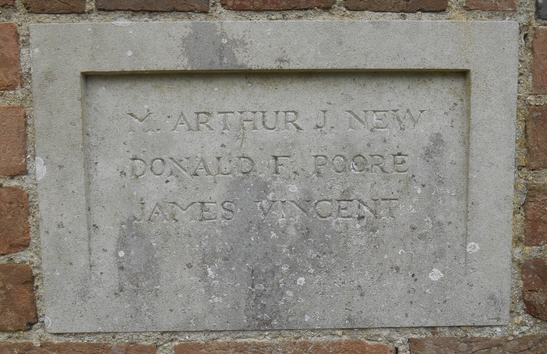 M. ARTHUR J. NEW
DONALD F. POORE
JAMES VINCENT